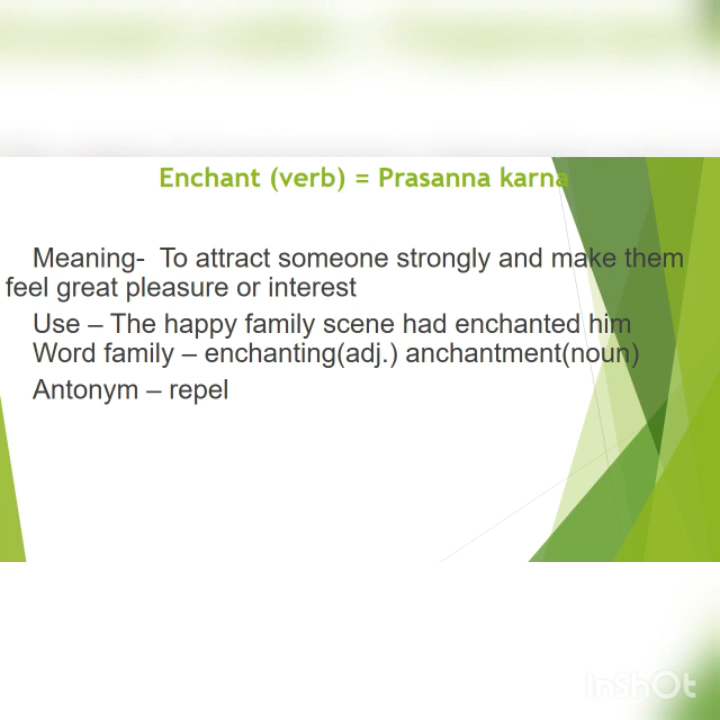 Enchant (verb) = Prasanna karna
Meaning- To attract someone strongly and make them
feel great pleasure or interest
Use – The happy family scene had enchanted him
Word family – enchanting(adj.) anchantment(noun)
Antonym – repel
InShOt